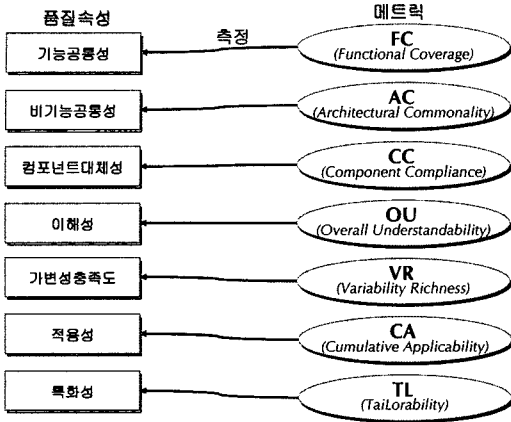 품질속성
메트릭
측정
기능공통성
FC
(Functional Coverage)
비기능공통성
AC
(Architectural Commonality)
컴포넌트대체성
CC
(Component Compliance)
이해성
OU
(Overall Understandability)
가변성충족도
VR
(Variability Richness)
적용성
CA
(Cumulative Applicability)
특화성
TL
(TaiLorability)